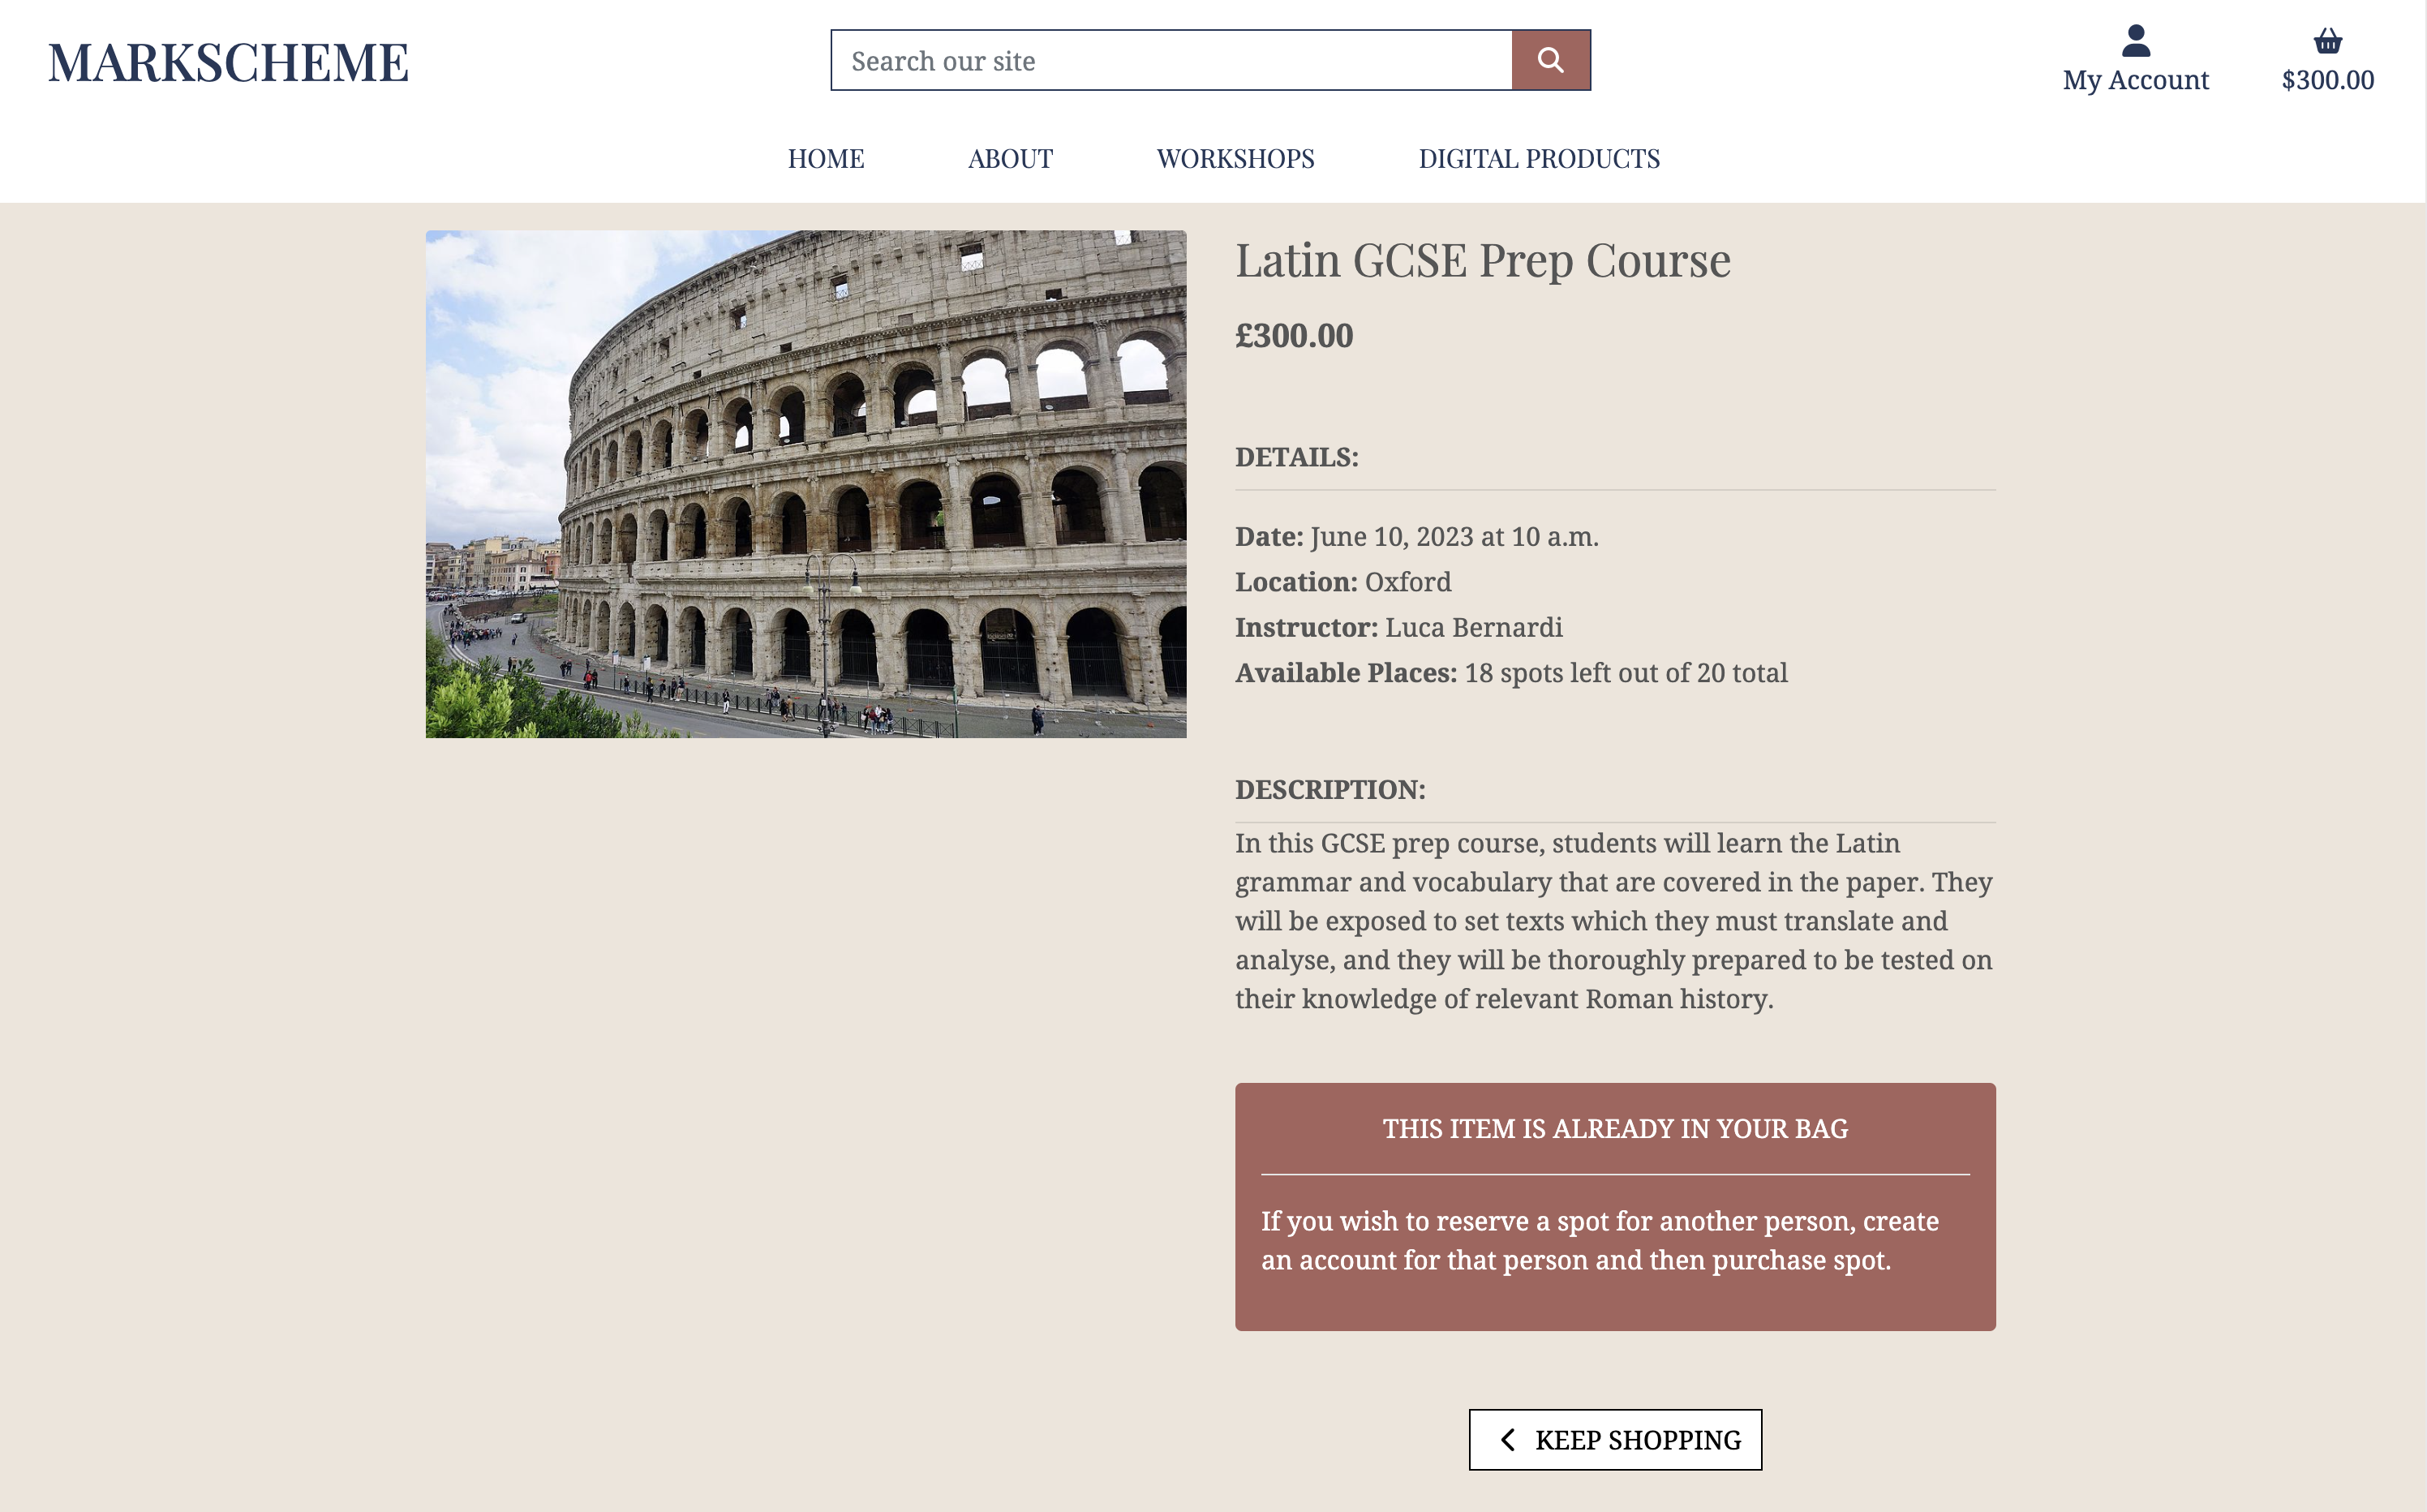 MARKSCHEME
Search our site
My Account
$300.00
HOME
ABOUT
WORKSHOPS
DIGITAL PRODUCTS
Latin GCSE Prep Course
£300.00
DETAILS:
Date: June 10, 2023 at 10 a.m.
Location: Oxford
Instructor: Luca Bernardi
Available Places: 18 spots left out of 20 total
DESCRIPTION:
In this GCSE prep course, students will learn the Latin
grammar and vocabulary that are covered in the paper. They
will be exposed to set texts which they must translate and
analyse, and they will be thoroughly prepared to be tested on
their knowledge of relevant Roman history.
THIS ITEM IS ALREADY IN YOUR BAG
If you wish to reserve a spot for another person, create
an account for that person and then purchase spot.
KEEP SHOPPING